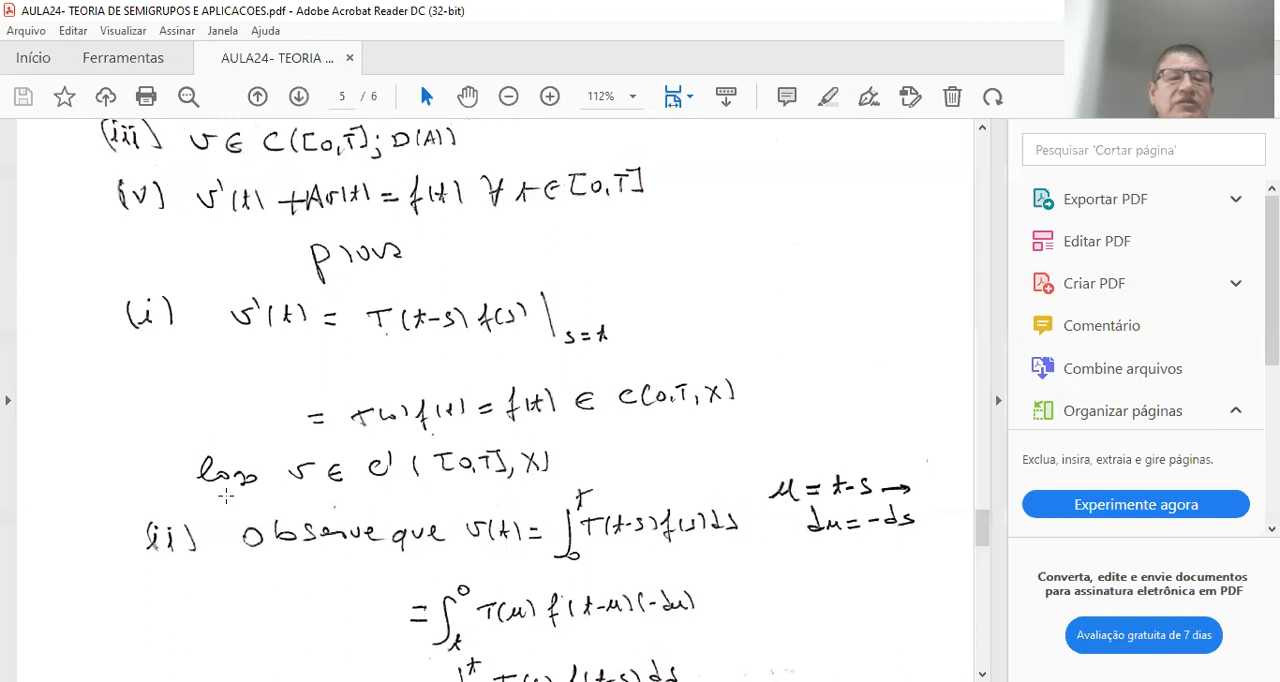 AULA24- TEORIA DE SEMIGRUPOS E APLICACOES.pdf - Adobe Acrobat Reader DC (32-bit)
Arquivo Editar Visualizar Assinar Janela Ajuda
Início Ferramentas AULA24- TEORIA ... ×
5 / 6 112%
(iii) v ∈ C([0,T]; D(A))
(v) v'(t) + Av(t) = f(t) ∀ t ∈ [0,T]
prova
(i) v'(t) = T(t-s) f(s) |s=t
= T(0) f(t) = f(t) ∈ C(0,T,X)
logo v ∈ C¹([0,T], X)
(ii) Observe que v(t) = ∫₀ᵗ T(t-s) f(s) ds
μ = t-s →
dμ = -ds
= ∫ₜ⁰ T(μ) f(t-μ)(-dμ)
T(s) f(t-s) ds
Pesquisar 'Cortar página'
Exportar PDF
Editar PDF
Criar PDF
Comentário
Combine arquivos
Organizar páginas
Exclua, insira, extraia e gire páginas.
Experimente agora
Converta, edite e envie documentos
para assinatura eletrônica em PDF
Avaliação gratuita de 7 dias